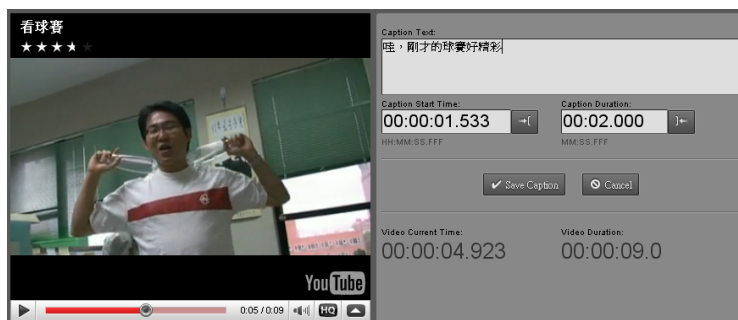 看球賽
Caption Text:
哇，剛才的球賽好精彩
Caption Start Time:
00:00:01.533
HH:MM:SS.FFF
Caption Duration:
00:02.000
MM:SS.FFF
Save Caption
Cancel
Video Current Time:
00:00:04.923
Video Duration:
00:00:09.0
You Tube
0:05 / 0:09
HQ